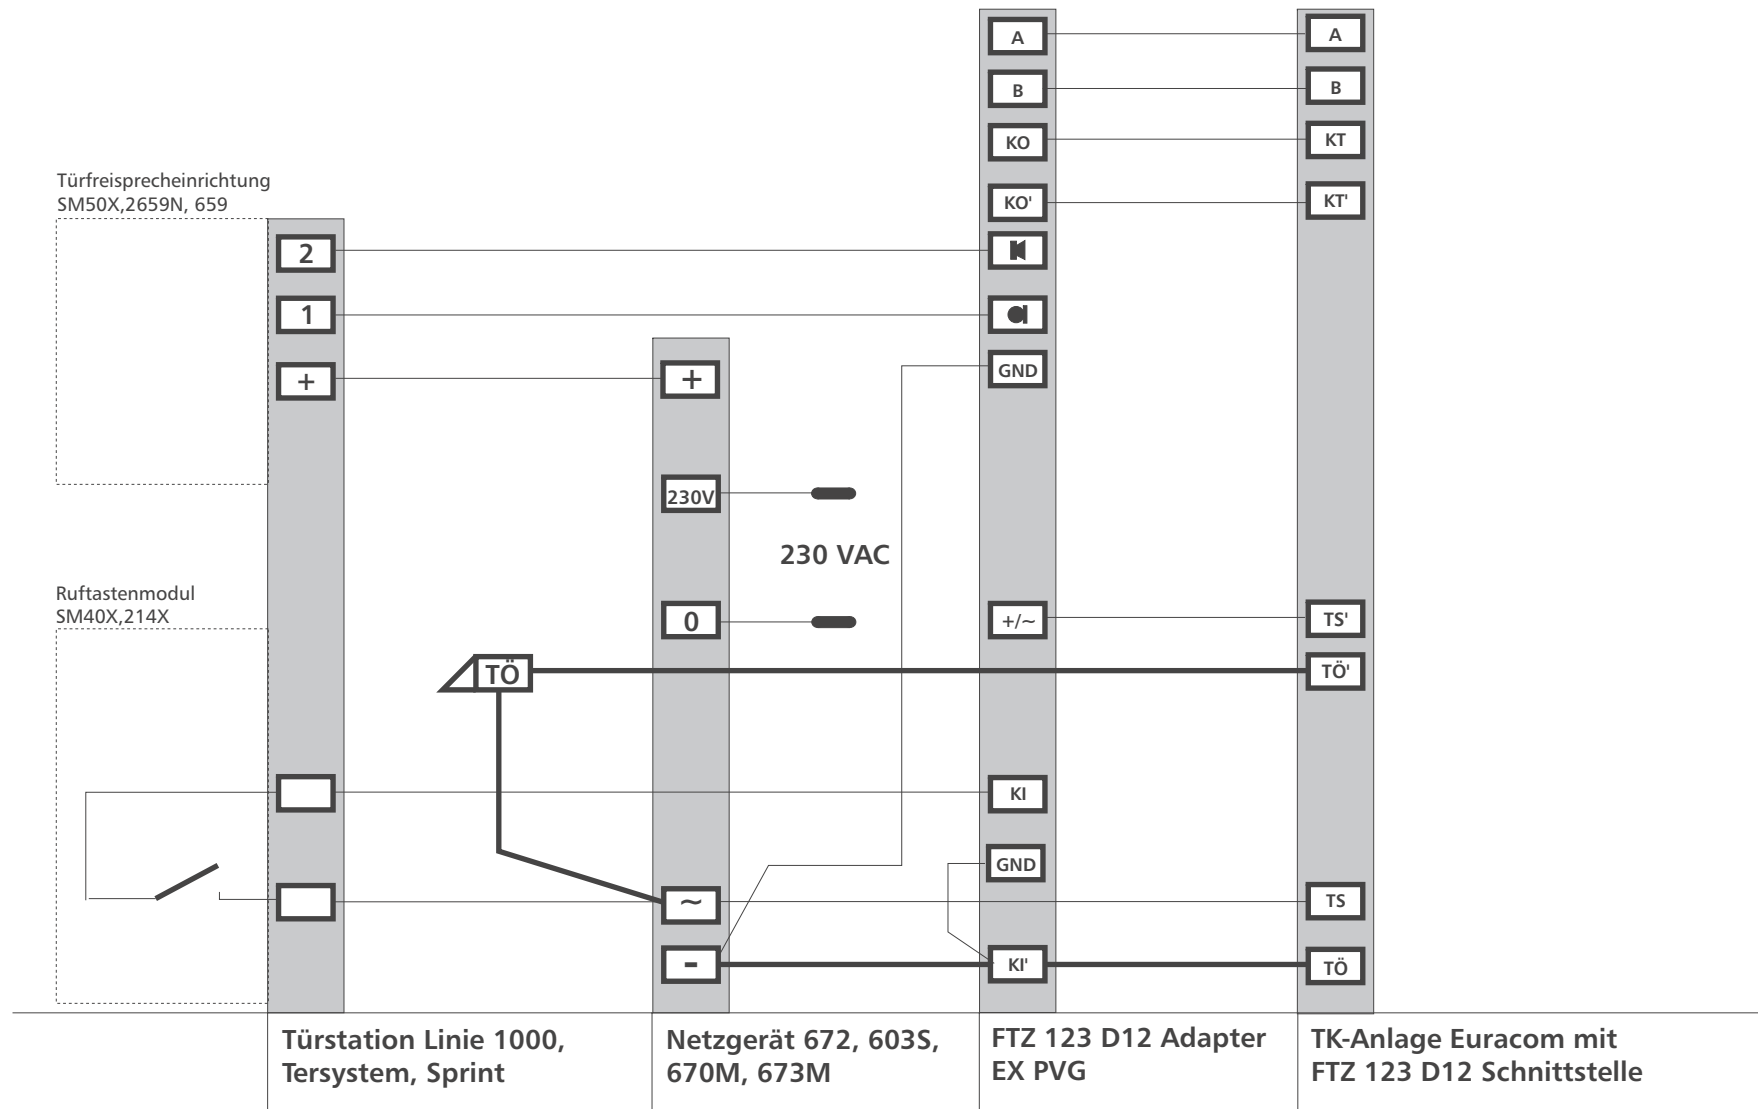 Türfreisprecheinrichtung
SM50X,2659N, 659
2
1
+
Ruftastenmodul
SM40X,214X
Türstation Linie 1000,
Tersystem, Sprint
TÖ
+
230V
230 VAC
0
~
-
Netzgerät 672, 603S,
670M, 673M
A
B
KO
KO'
GND
+/~
KI
GND
KI'
FTZ 123 D12 Adapter
EX PVG
A
B
KT
KT'
TS'
TÖ'
TS
TÖ
TK-Anlage Euracom mit
FTZ 123 D12 Schnittstelle